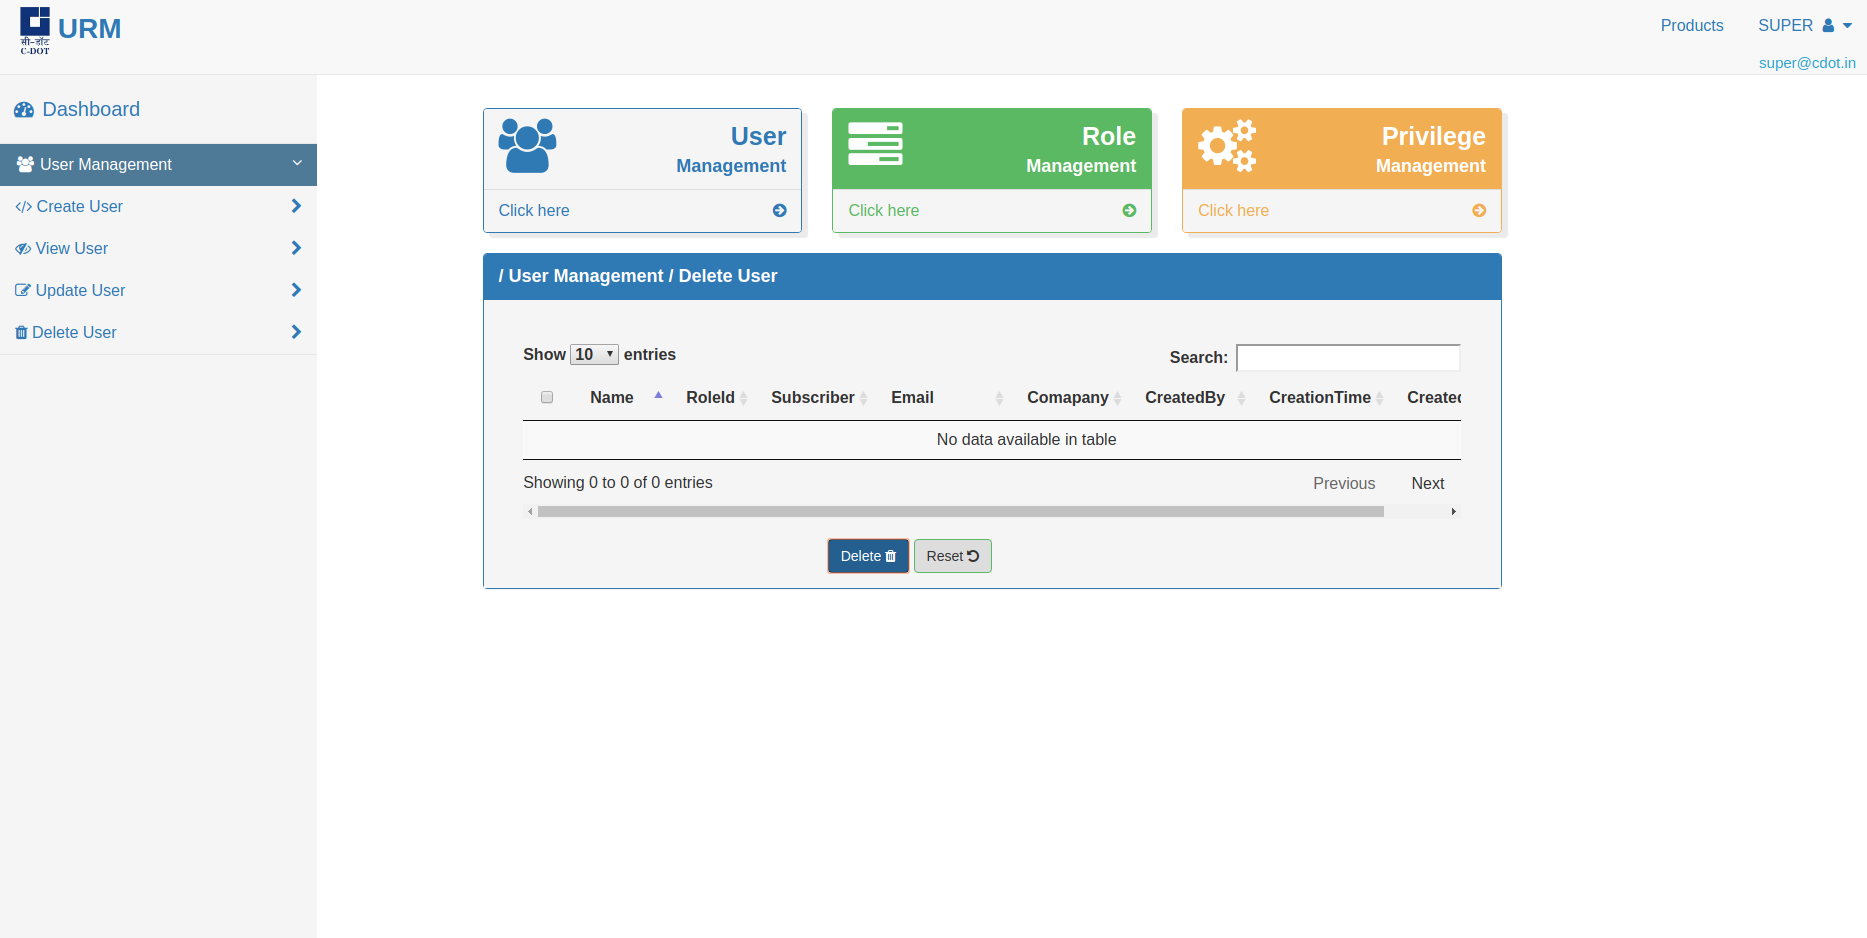 URM
सी-डॉट
C-DOT
Products
SUPER
super@cdot.in
Dashboard
User Management
Create User
View User
Update User
Delete User
User
Management
Click here
Role
Management
Click here
Privilege
Management
Click here
/ User Management / Delete User
Show 10 entries
Search:
Name RoleId Subscriber Email Comapany CreatedBy CreationTime Created
No data available in table
Showing 0 to 0 of 0 entries
Previous Next
Delete Reset